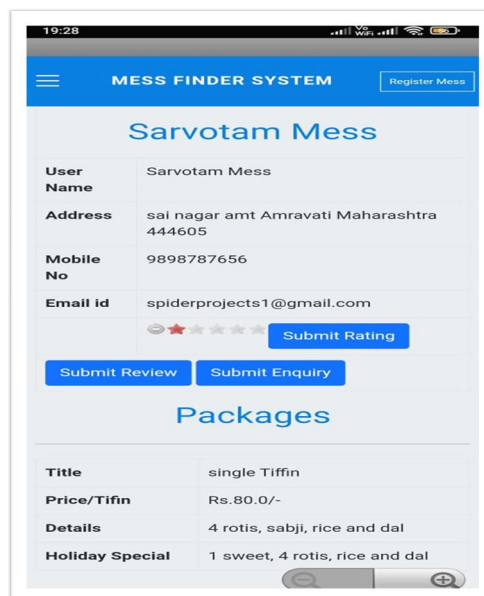 19:28
Vo
WiFi
MESS FINDER SYSTEM
Register Mess
Sarvotam Mess
User Name Sarvotam Mess
Address sai nagar amt Amravati Maharashtra
444605
Mobile No 9898787656
Email id spiderprojects1@gmail.com
Submit Rating
Submit Review Submit Enquiry
Packages
Title single Tiffin
Price/Tifin Rs.80.0/-
Details 4 rotis, sabji, rice and dal
Holiday Special 1 sweet, 4 rotis, rice and dal